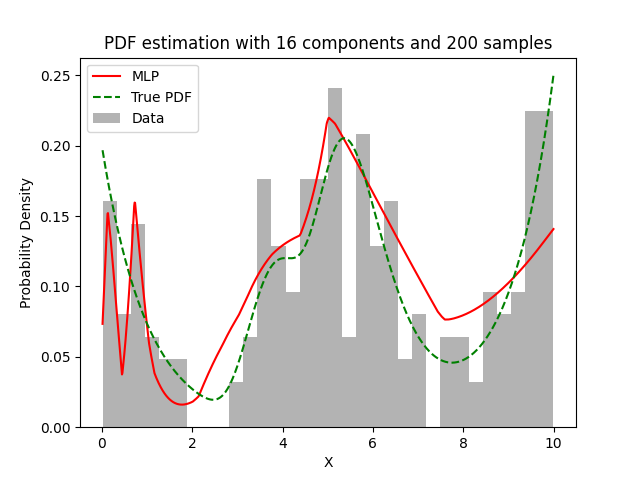 PDF estimation with 16 components and 200 samples
MLP
True PDF
Data
Probability Density
0.25
0.20
0.15
0.10
0.05
0.00
0
2
4
6
8
10
X